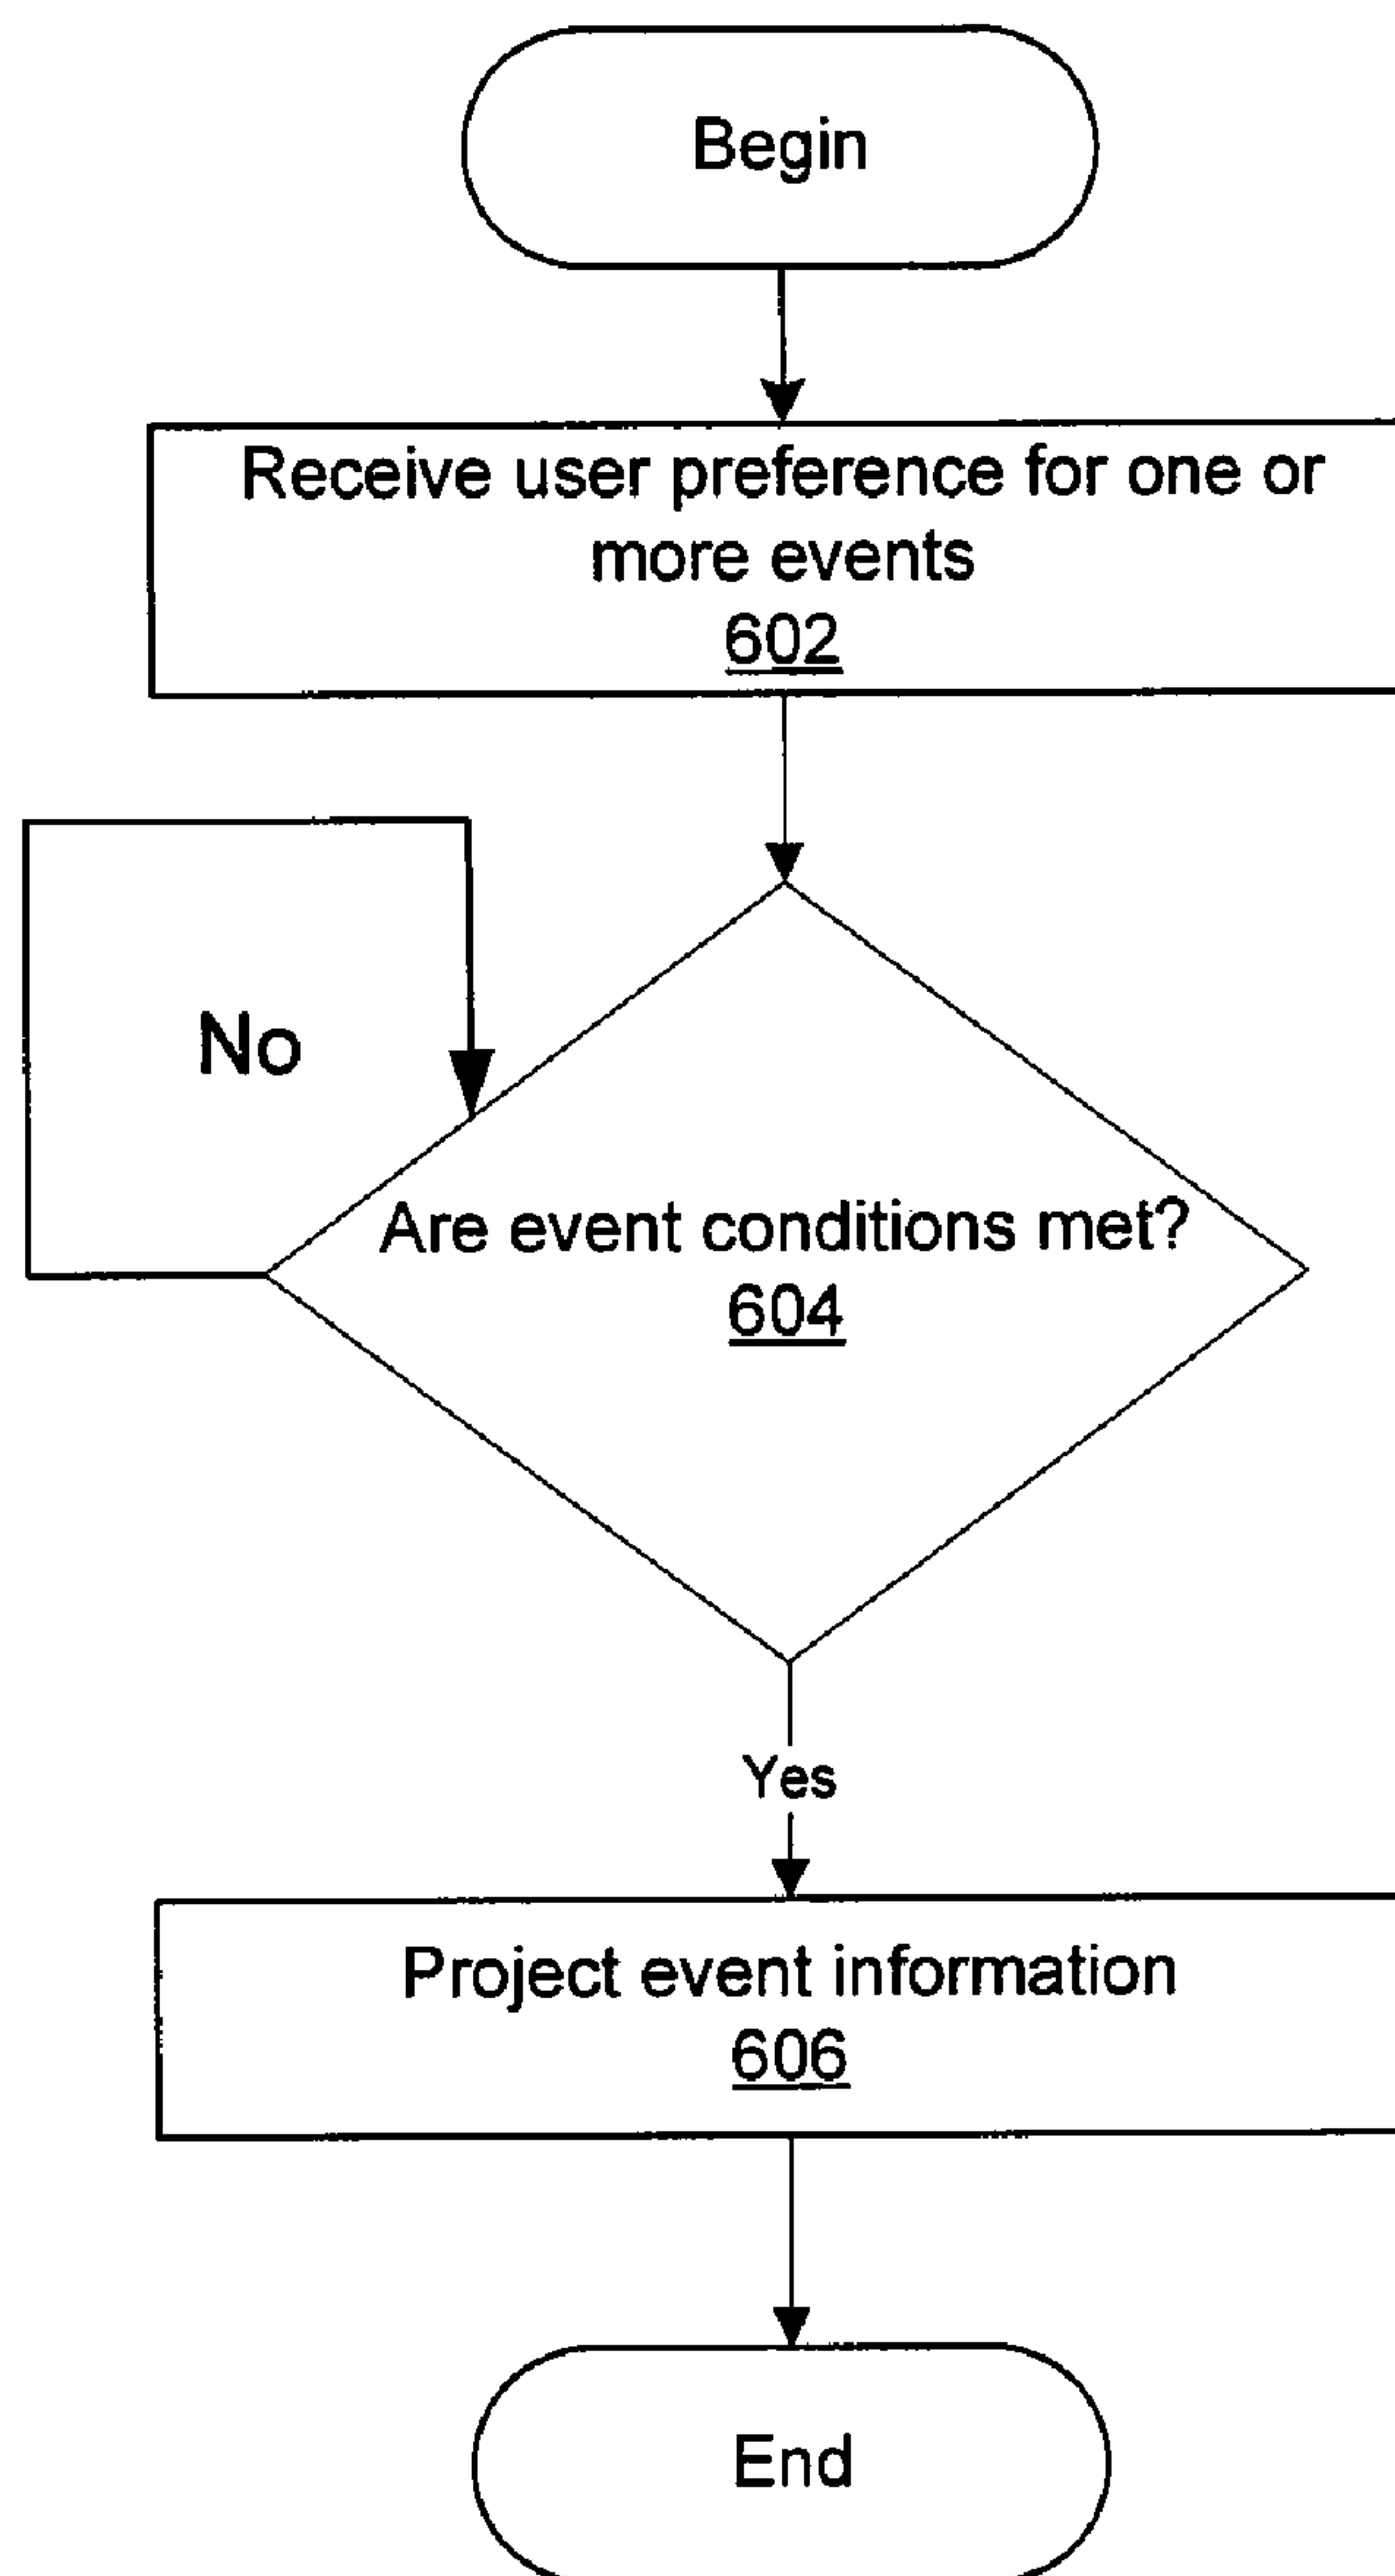 Begin
Receive user preference for one or
more events
602
No
Are event conditions met?
604
Yes
Project event information
606
End